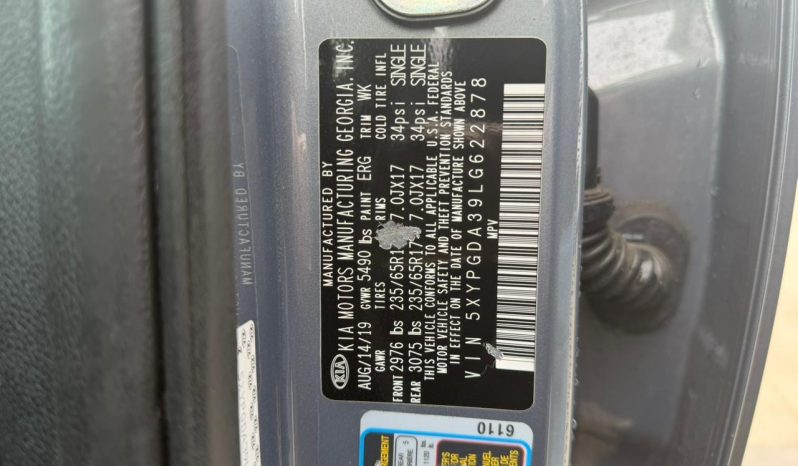 MANUFACTURED BY
KIA KIA MOTORS MANUFACTURING GEORGIA, INC.
AUG/14/19 GVWR 5490 lbs PAINT ERG TRIM WK
GAWR TIRES RIMS COLD TIRE INFL
FRONT 2976 lbs 235/65R17 7.0JX17 34psi SINGLE
REAR 3075 lbs 235/65R17 7.0JX17 34psi SINGLE
THIS VEHICLE CONFORMS TO ALL APPLICABLE U.S.A. FEDERAL
MOTOR VEHICLE SAFETY AND THEFT PREVENTION STANDARDS
IN EFFECT ON THE DATE OF MANUFACTURE SHOWN ABOVE
VIN 5XYPGDA39LG622878
MPV
6110
MANUFACTURED BY